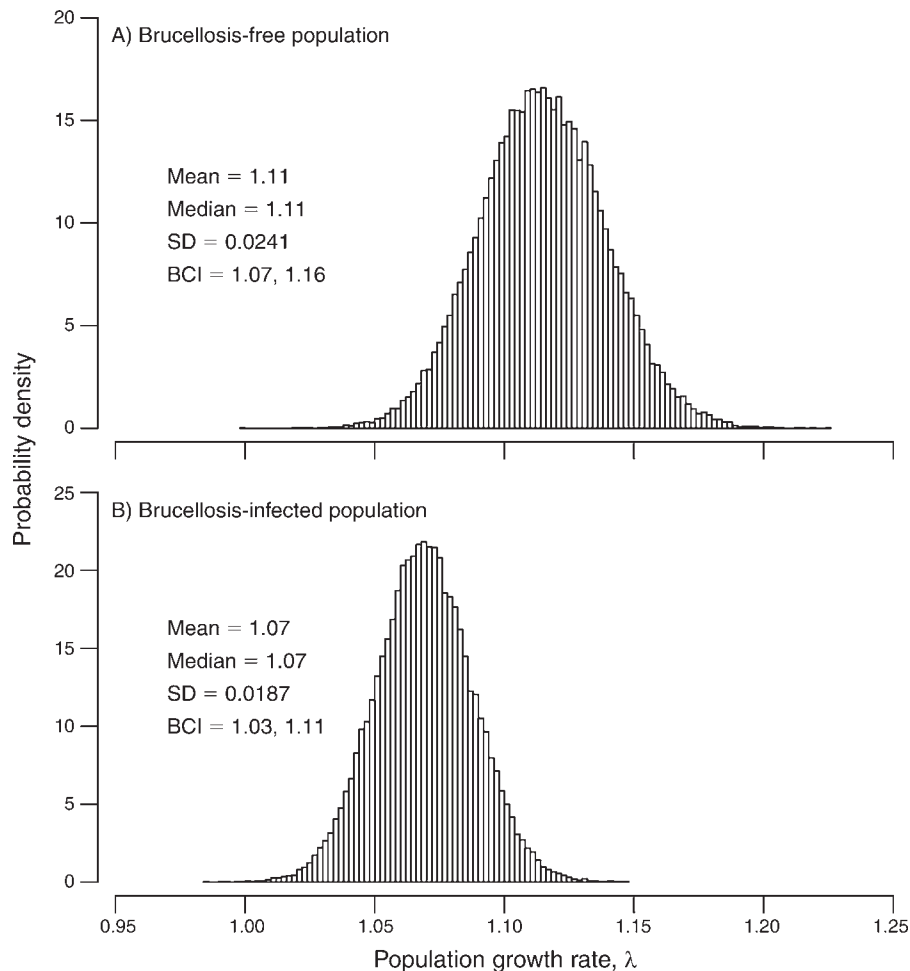 A) Brucellosis-free population
20
15
10
5
0
Mean = 1.11
Median = 1.11
SD = 0.0241
BCI = 1.07, 1.16
Probability density
B) Brucellosis-infected population
25
20
15
10
5
0
Mean = 1.07
Median = 1.07
SD = 0.0187
BCI = 1.03, 1.11
0.95 1.00 1.05 1.10 1.15 1.20 1.25
Population growth rate, λ